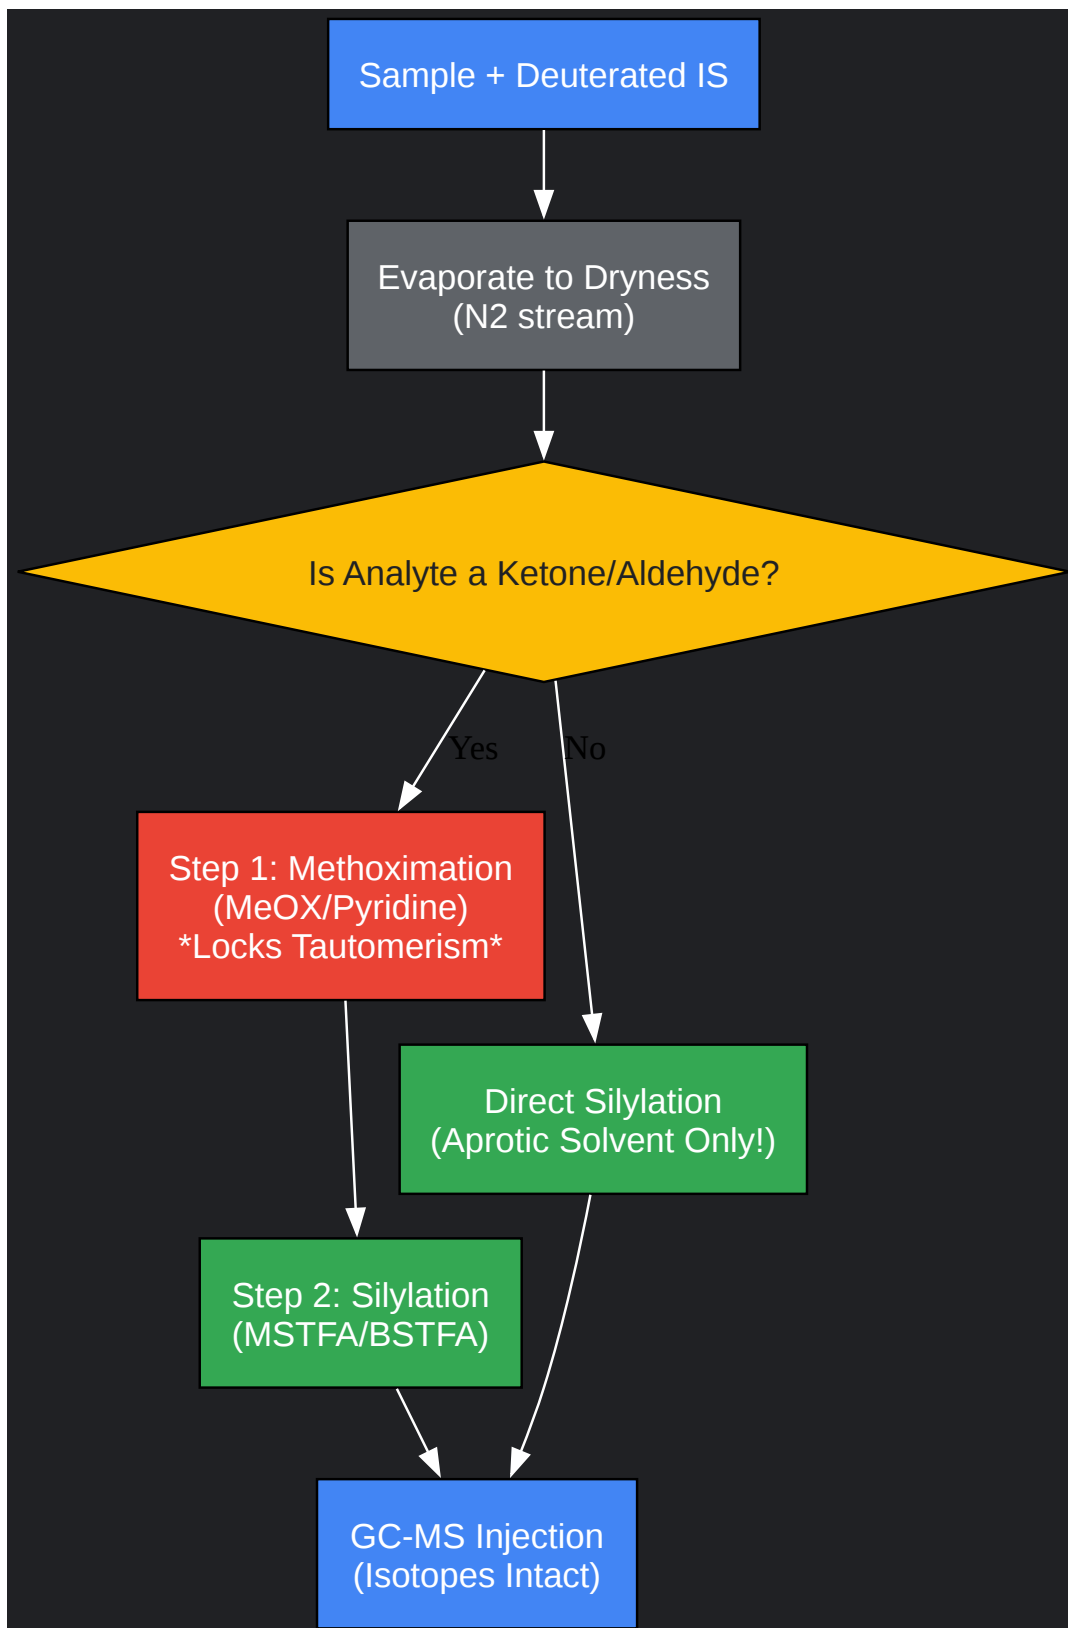 Sample + Deuterated IS
Evaporate to Dryness
(N2 stream)
Is Analyte a Ketone/Aldehyde?
Yes
No
Step 1: Methoximation
(MeOX/Pyridine)
*Locks Tautomerism*
Direct Silylation
(Aprotic Solvent Only!)
Step 2: Silylation
(MSTFA/BSTFA)
GC-MS Injection
(Isotopes Intact)